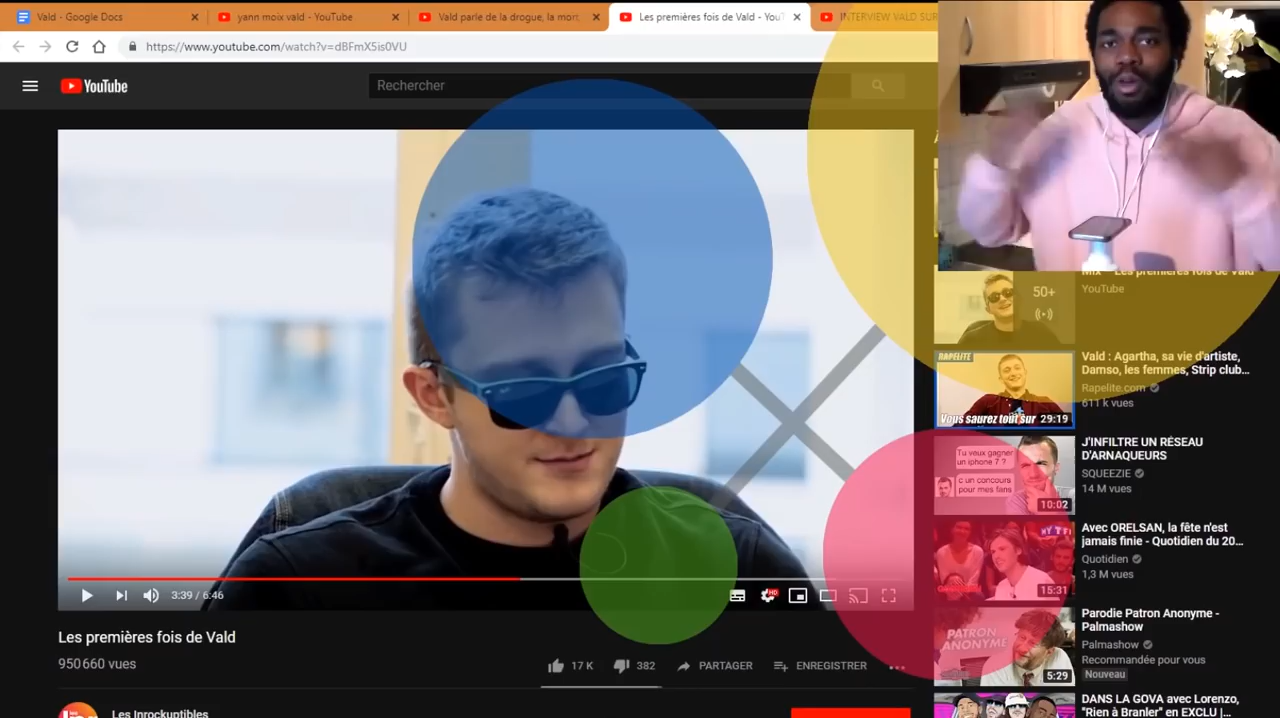 Vald - Google Docs
yann moix vald - YouTube
Vald parle de la drogue, la mort,
Les premières fois de Vald - You
INTERVIEW VALD SUR
https://www.youtube.com/watch?v=dBFmX5is0VU
YouTube
Rechercher
Mix - Les premières fois de Vald
YouTube
50+
RAPELITE
Vous saurez tout sur
29:19
Vald : Agartha, sa vie d'artiste,
Damso, les femmes, Strip club...
Rapelite.com
611 k vues
Tu veux gagner
un iphone 7 ?
c un concours
pour mes fans
10:02
J'INFILTRE UN RÉSEAU
D'ARNAQUEURS
SQUEEZIE
14 M vues
15:31
Avec ORELSAN, la fête n'est
jamais finie - Quotidien du 20...
Quotidien
1,3 M vues
PATRON
ANONYME
5:29
Parodie Patron Anonyme -
Palmashow
Palmashow
Recommandée pour vous
Nouveau
DANS LA GOVA avec Lorenzo,
"Rien à Branler" en EXCLU |...
3:39 / 6:46
HD
Les premières fois de Vald
950 660 vues
17 K
382
PARTAGER
ENREGISTRER
Les Inrockuptibles